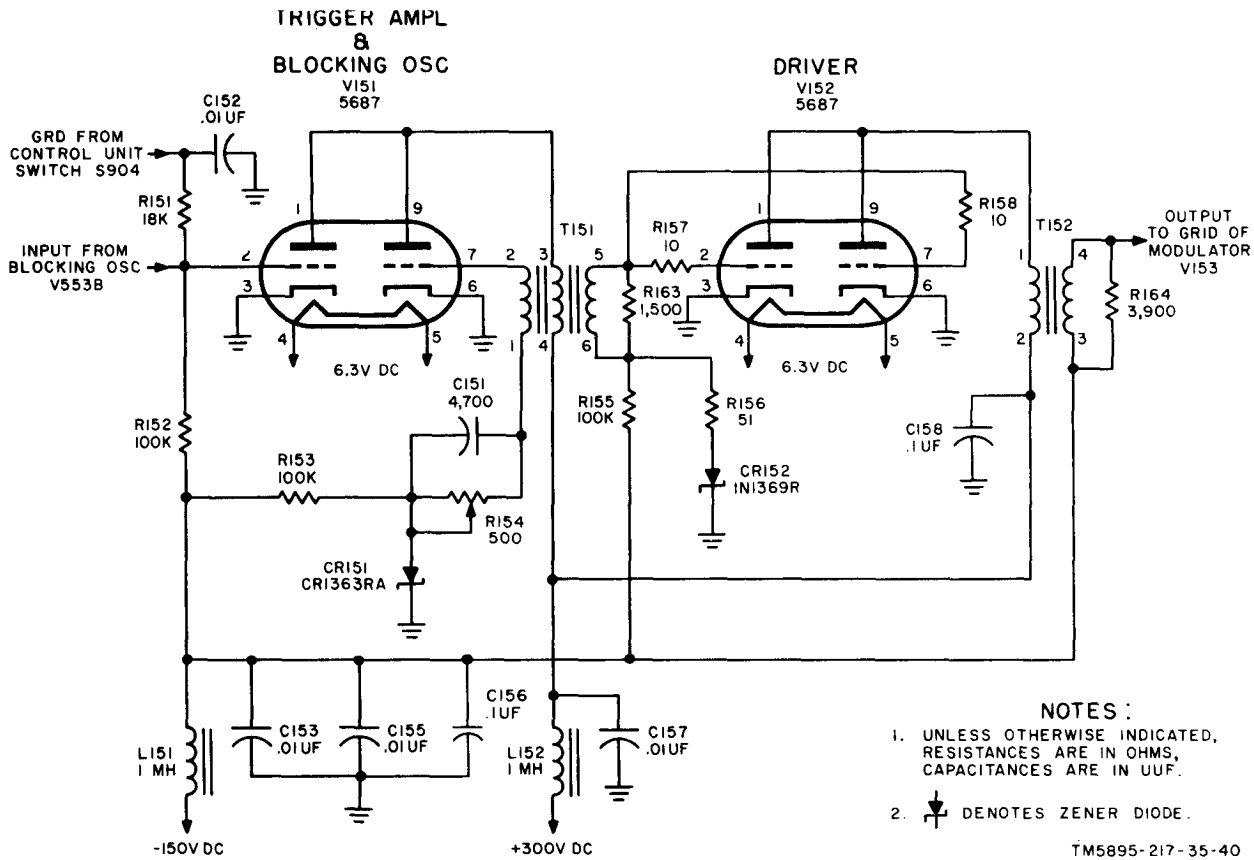 TRIGGER AMPL
&
BLOCKING OSC
V151
5687
DRIVER
V152
5687
C152
.01UF
GRD FROM
CONTROL UNIT
SWITCH S904
R151
18K
INPUT FROM
BLOCKING OSC
V553B
1
9
2
7
3
6
4
5
6.3V DC
T151
2
3
5
1
4
6
R157
10
R163
1,500
R158
10
1
9
2
7
3
6
4
5
6.3V DC
T152
1
4
2
3
OUTPUT
TO GRID OF
MODULATOR
V153
R164
3,900
R152
100K
R153
100K
C151
4,700
R154
500
CR151
CR1363RA
R155
100K
R156
51
CR152
1N1369R
C158
.1UF
L151
1 MH
C153
.01UF
C155
.01UF
C156
.1UF
L152
1 MH
C157
.01UF
-150V DC
+300V DC
NOTES:
1. UNLESS OTHERWISE INDICATED,
RESISTANCES ARE IN OHMS,
CAPACITANCES ARE IN UUF.
2. DENOTES ZENER DIODE.
TM5895-217-35-40